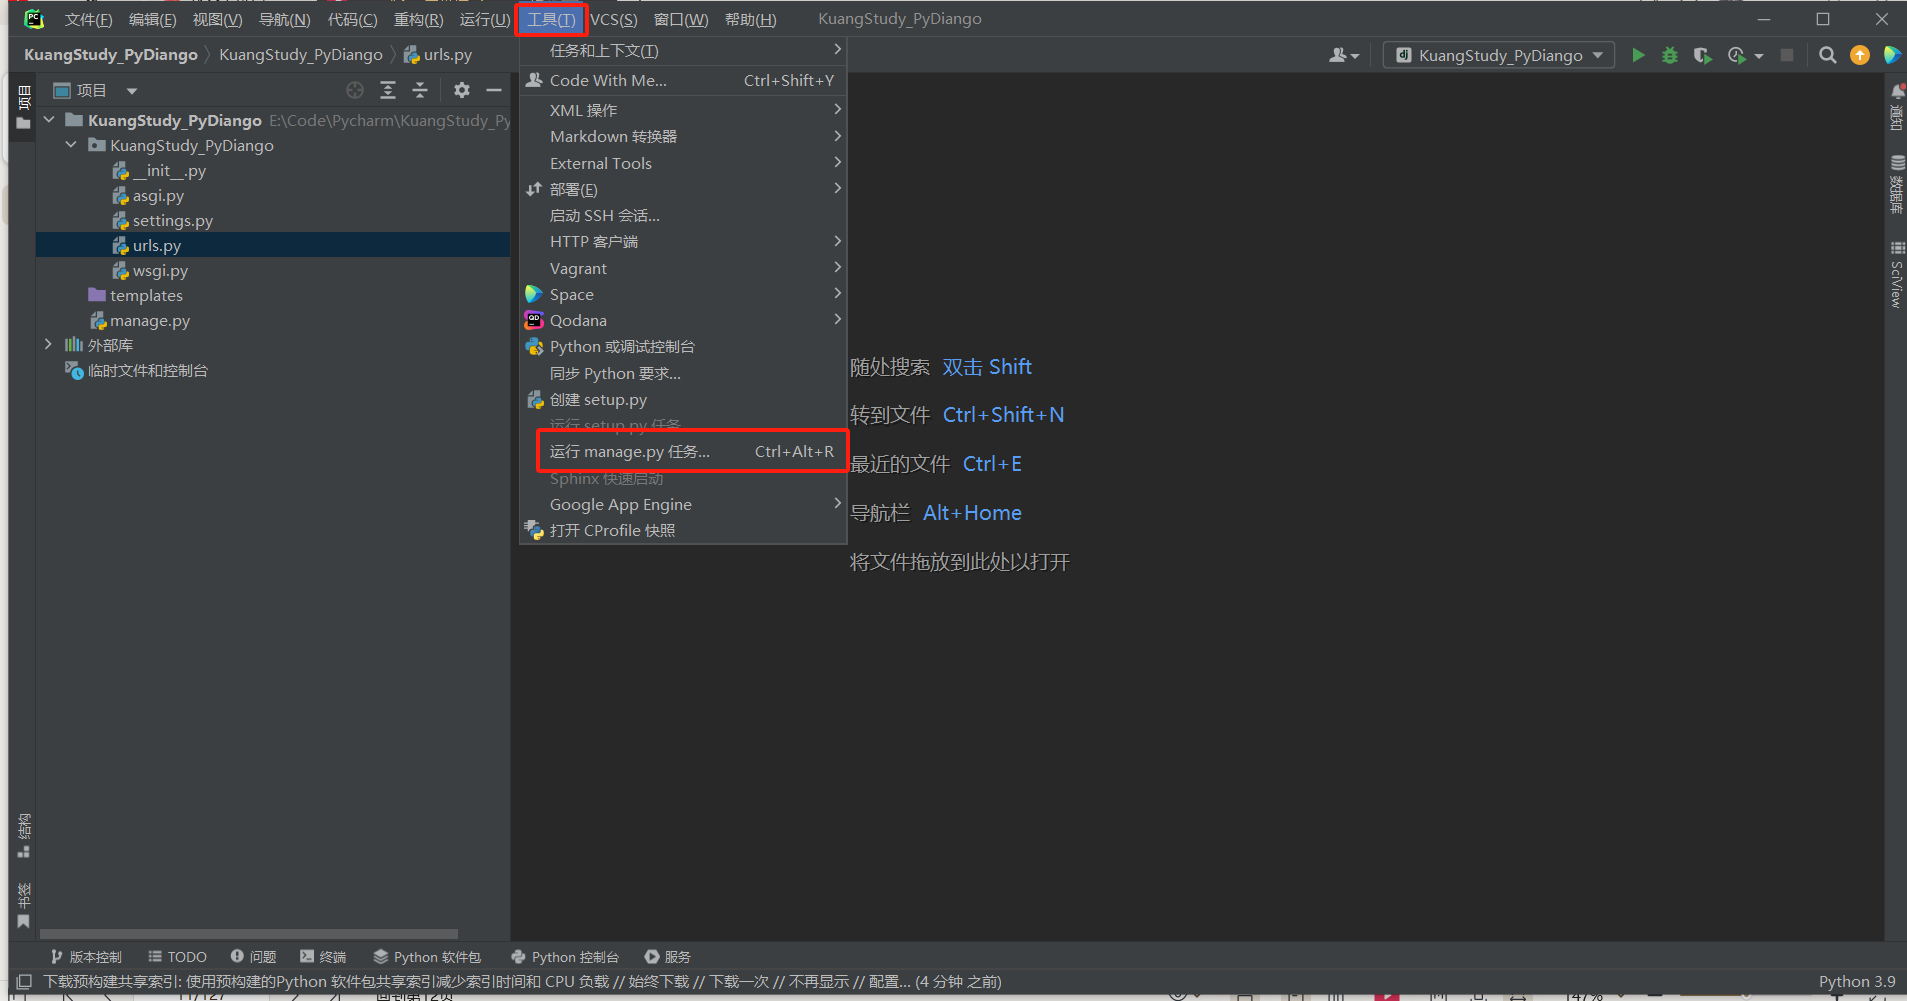 文件(F) 编辑(E) 视图(V) 导航(N) 代码(C) 重构(R) 运行(U) 工具(T) VCS(S) 窗口(W) 帮助(H) KuangStudy_PyDiango
KuangStudy_PyDiango KuangStudy_PyDiango urls.py
KuangStudy_PyDiango
项目
项目
KuangStudy_PyDiango E:\Code\Pycharm\KuangStudy_Py
KuangStudy_PyDiango
__init__.py
asgi.py
settings.py
urls.py
wsgi.py
templates
manage.py
外部库
临时文件和控制台
结构
书签
任务和上下文(T)
Code With Me... Ctrl+Shift+Y
XML 操作
Markdown 转换器
External Tools
部署(E)
启动 SSH 会话...
HTTP 客户端
Vagrant
Space
Qodana
Python 或调试控制台
同步 Python 要求...
创建 setup.py
运行 setup.py 任务
运行 manage.py 任务... Ctrl+Alt+R
Sphinx 快速启动
Google App Engine
打开 CProfile 快照
随处搜索 双击 Shift
转到文件 Ctrl+Shift+N
最近的文件 Ctrl+E
导航栏 Alt+Home
将文件拖放到此处以打开
通知
数据库
SciView
版本控制 TODO 问题 终端 Python 软件包 Python 控制台 服务
下载预构建共享索引: 使用预构建的Python 软件包共享索引减少索引时间和 CPU 负载 // 始终下载 // 下载一次 // 不再显示 // 配置... (4 分钟 之前) Python 3.9